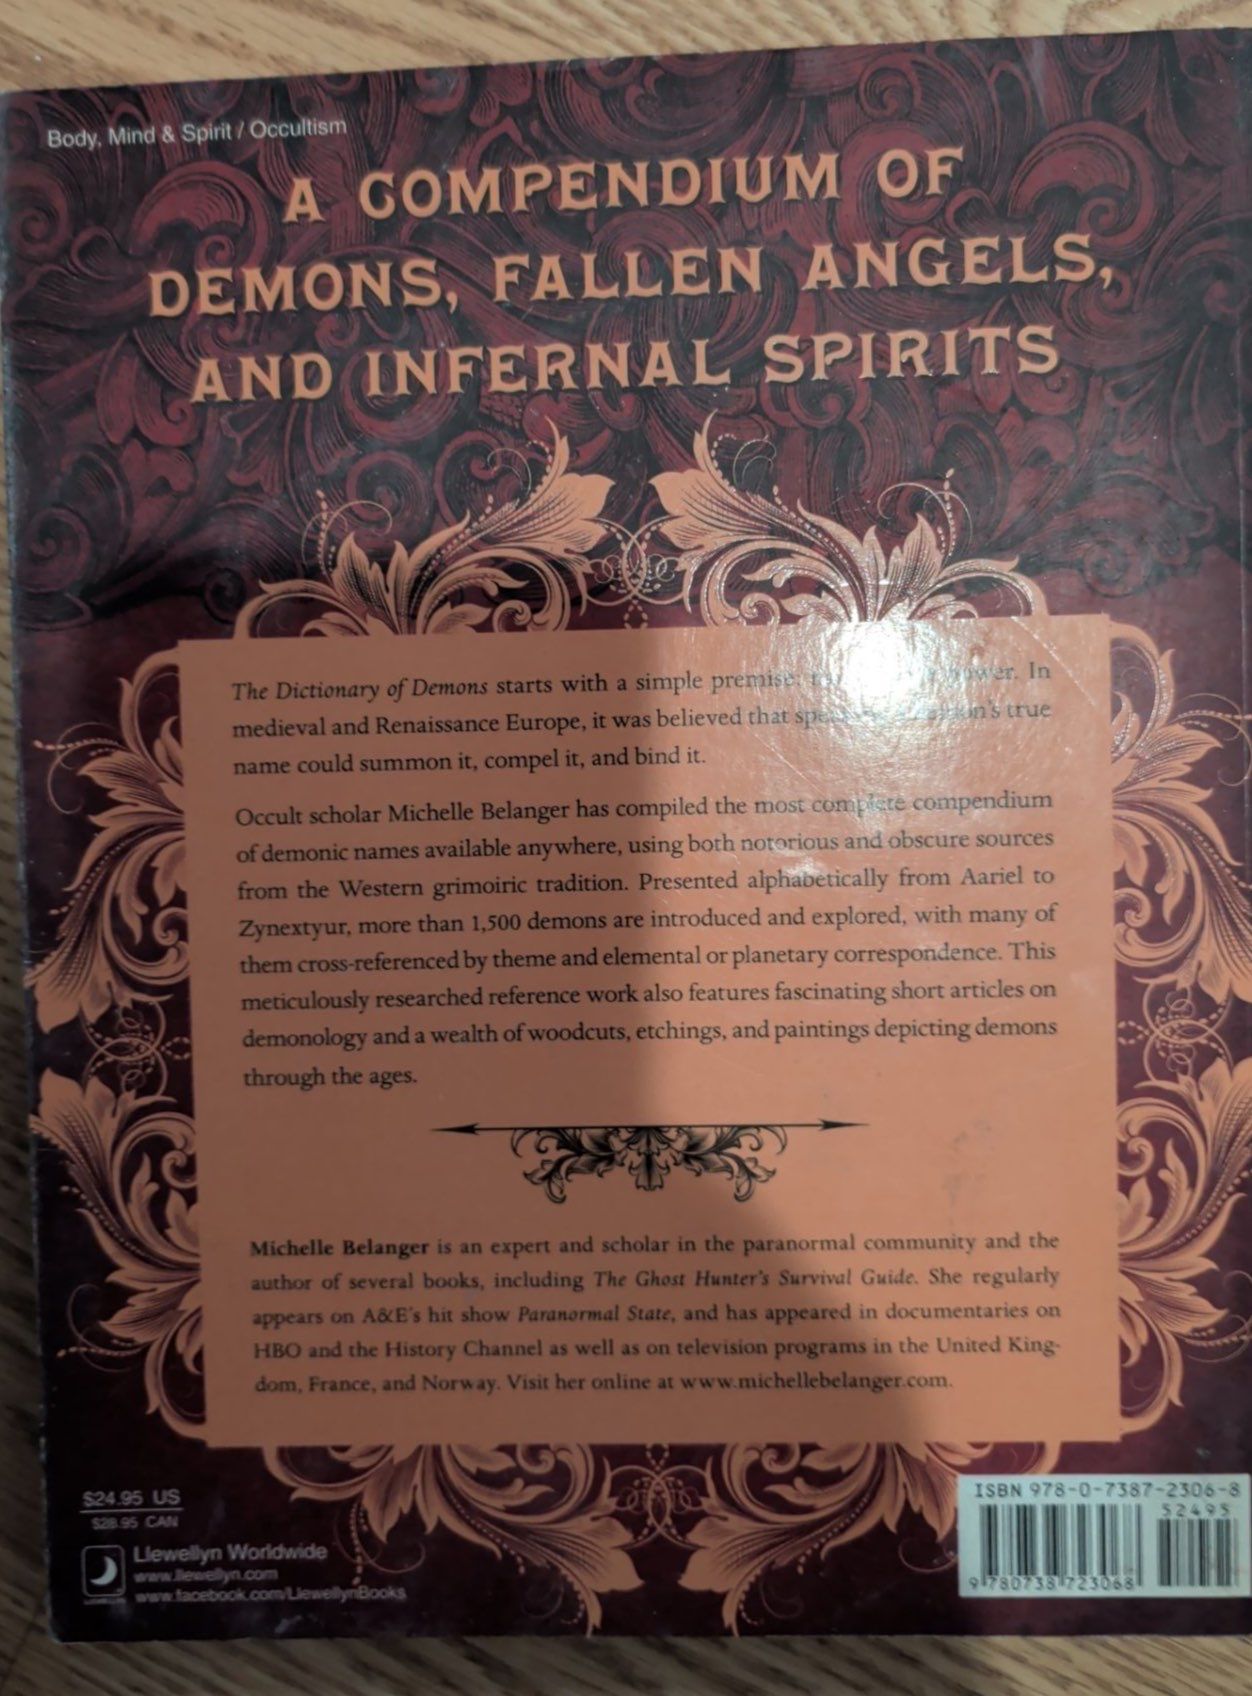 Body, Mind & Spirit / Occultism
A COMPENDIUM OF
DEMONS, FALLEN ANGELS,
AND INFERNAL SPIRITS
The Dictionary of Demons starts with a simple premise: power. In
medieval and Renaissance Europe, it was believed that demon's true
name could summon it, compel it, and bind it.
Occult scholar Michelle Belanger has compiled the most complete compendium
of demonic names available anywhere, using both notorious and obscure sources
from the Western grimoiric tradition. Presented alphabetically from Aariel to
Zynextyur, more than 1,500 demons are introduced and explored, with many of
them cross-referenced by theme and elemental or planetary correspondence. This
meticulously researched reference work also features fascinating short articles on
demonology and a wealth of woodcuts, etchings, and paintings depicting demons
through the ages.
Michelle Belanger is an expert and scholar in the paranormal community and the
author of several books, including The Ghost Hunter's Survival Guide. She regularly
appears on A&E's hit show Paranormal State, and has appeared in documentaries on
HBO and the History Channel as well as on television programs in the United King-
dom, France, and Norway. Visit her online at www.michellebelanger.com.
$24.95 US
$28.95 CAN
Llewellyn Worldwide
www.llewellyn.com
www.facebook.com/LlewellynBooks
ISBN 978-0-7387-2306-8
52495
9 780738 723068